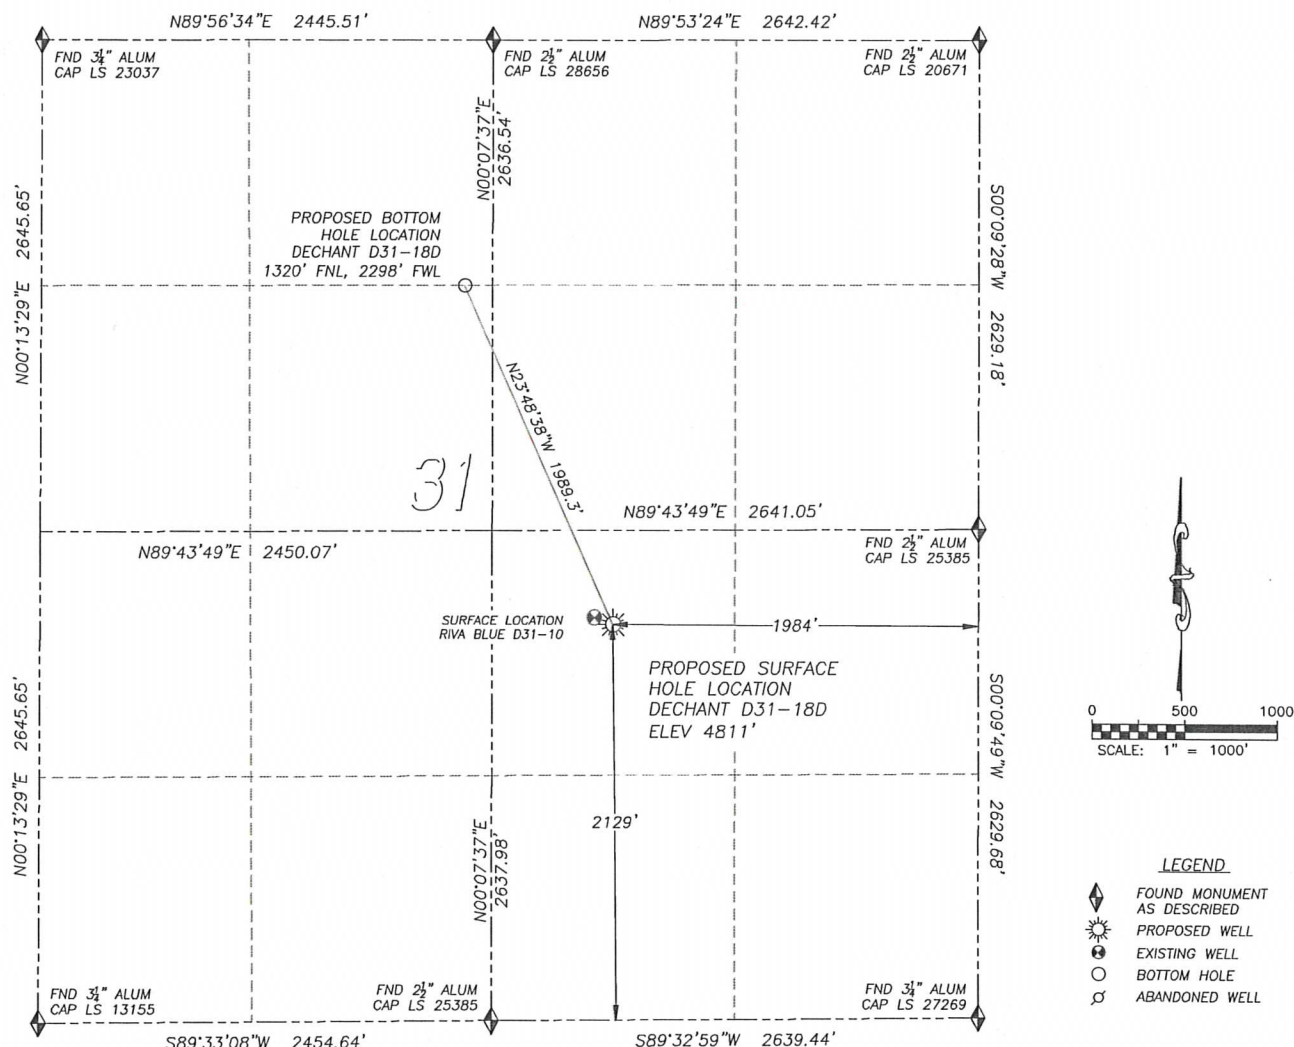 N89°56'34"E 2445.51'
N89°53'24"E 2642.42'
FND 3¼" ALUM
CAP LS 23037
FND 2½" ALUM
CAP LS 28656
FND 2½" ALUM
CAP LS 20671
N00°07'37"E
2636.54'
N00°13'29"E 2645.65'
S00°09'28"W 2629.18'
PROPOSED BOTTOM
HOLE LOCATION
DECHANT D31-18D
1320' FNL, 2298' FWL
N23°48'38"W 1989.3'
31
N89°43'49"E 2641.05'
N89°43'49"E 2450.07'
FND 2½" ALUM
CAP LS 25385
SURFACE LOCATION
RIVA BLUE D31-10
1984'
PROPOSED SURFACE
HOLE LOCATION
DECHANT D31-18D
ELEV 4811'
N00°13'29"E 2645.65'
S00°09'49"W 2629.68'
2129'
N00°07'37"E
2637.98'
FND 3¼" ALUM
CAP LS 13155
FND 2½" ALUM
CAP LS 25385
FND 3¼" ALUM
CAP LS 27269
S89°33'08"W 2454.64'
S89°32'59"W 2639.44'
0 500 1000
SCALE: 1" = 1000'
LEGEND
FOUND MONUMENT
AS DESCRIBED
PROPOSED WELL
EXISTING WELL
BOTTOM HOLE
ABANDONED WELL